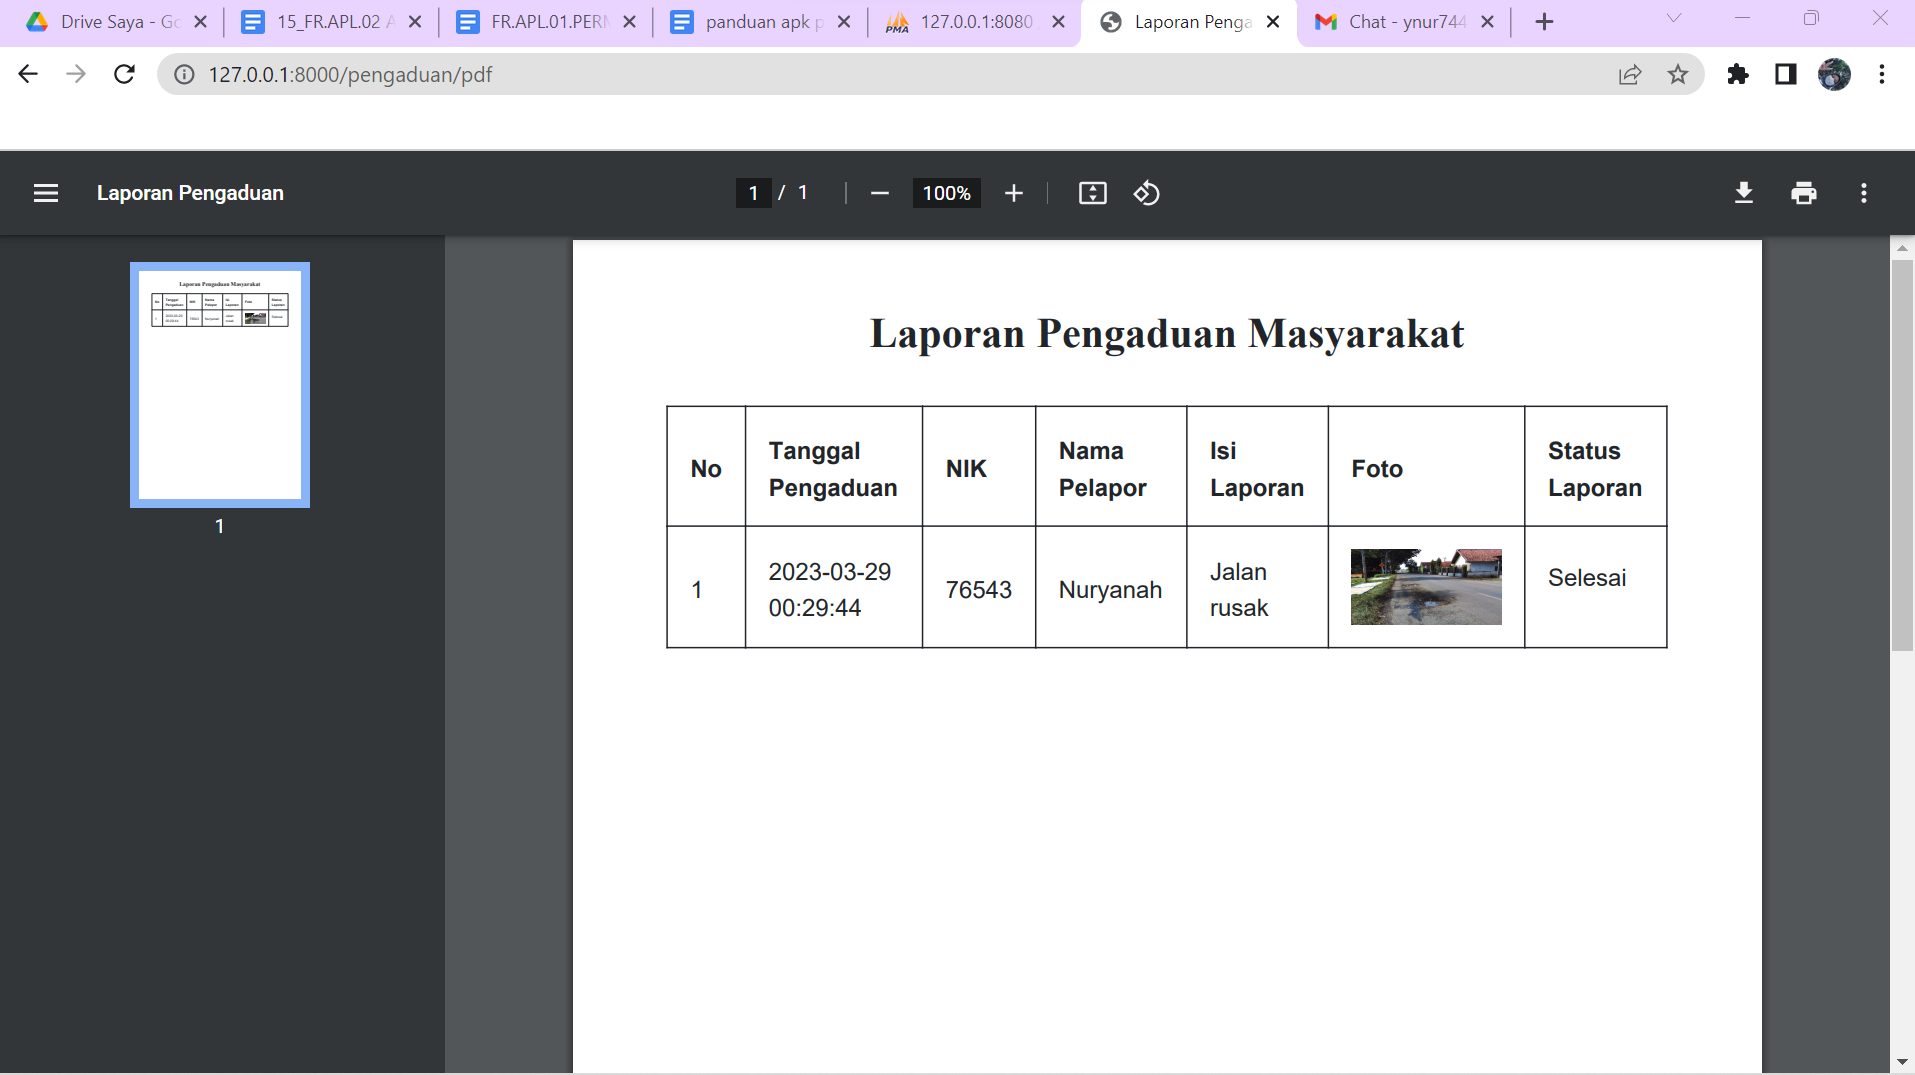 Drive Saya - Go
15_FR.APL.02 A
FR.APL.01.PERM
panduan apk p
PMA
127.0.0.1:8080
Laporan Penga
Chat - ynur744
127.0.0.1:8000/pengaduan/pdf
Laporan Pengaduan
1 / 1
100%
1
Laporan Pengaduan Masyarakat
No
Tanggal
Pengaduan
NIK
Nama
Pelapor
Isi
Laporan
Foto
Status
Laporan
1
2023-03-29
00:29:44
76543
Nuryanah
Jalan
rusak
Selesai